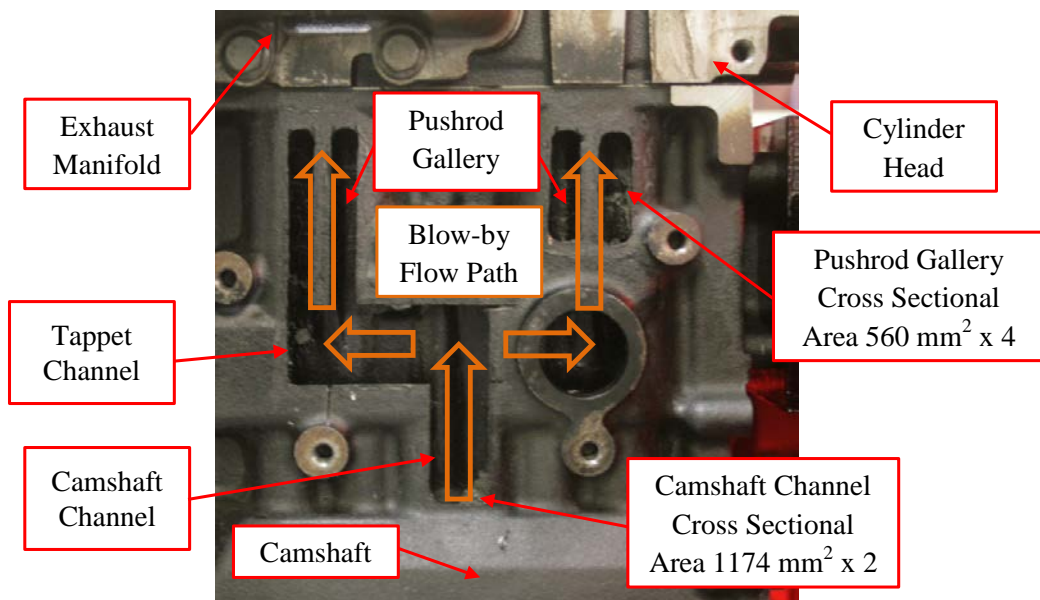 Exhaust
Manifold
Pushrod
Gallery
Cylinder
Head
Blow-by
Flow Path
Pushrod Gallery
Cross Sectional
Area 560 mm² x 4
Tappet
Channel
Camshaft
Channel
Camshaft Channel
Cross Sectional
Area 1174 mm² x 2
Camshaft